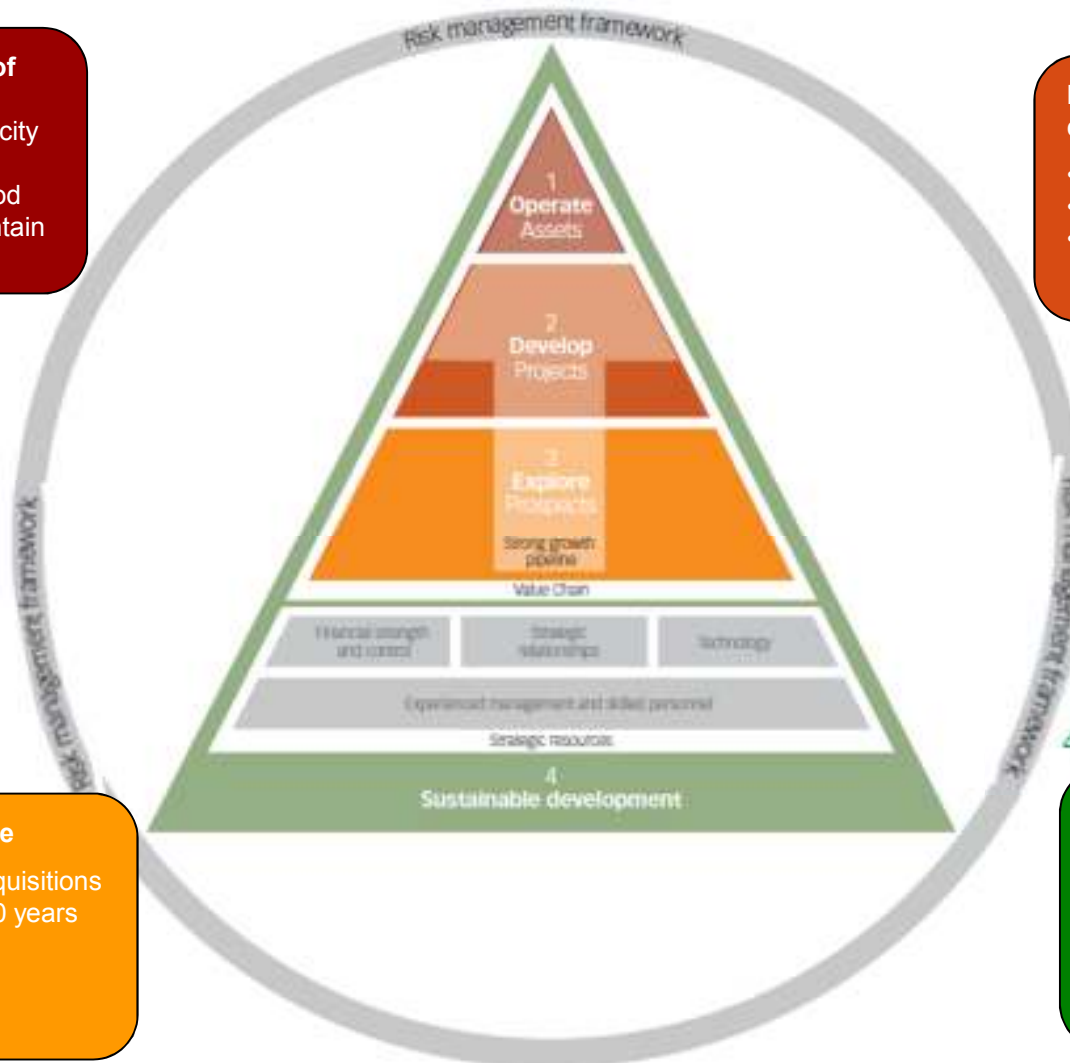 Risk management framework
of
city
od
ntain
1
Operate
Assets
2
Develop
Projects
3
Explore
Prospects
Strong growth
pipeline
Value Chain
Financial strength
and control
Strategic
relationships
Technology
Experienced management and skilled personnel
Strategic resources
4
Sustainable development
Risk management framework
Risk management framework
e
quisitions
0 years